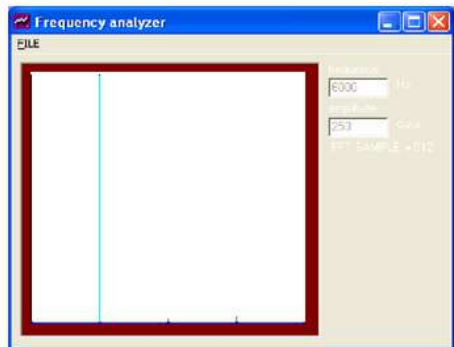 Frequency analyzer
FILE
frequency
6000 Hz
amplitude
250
FFT SAMPLE = 512